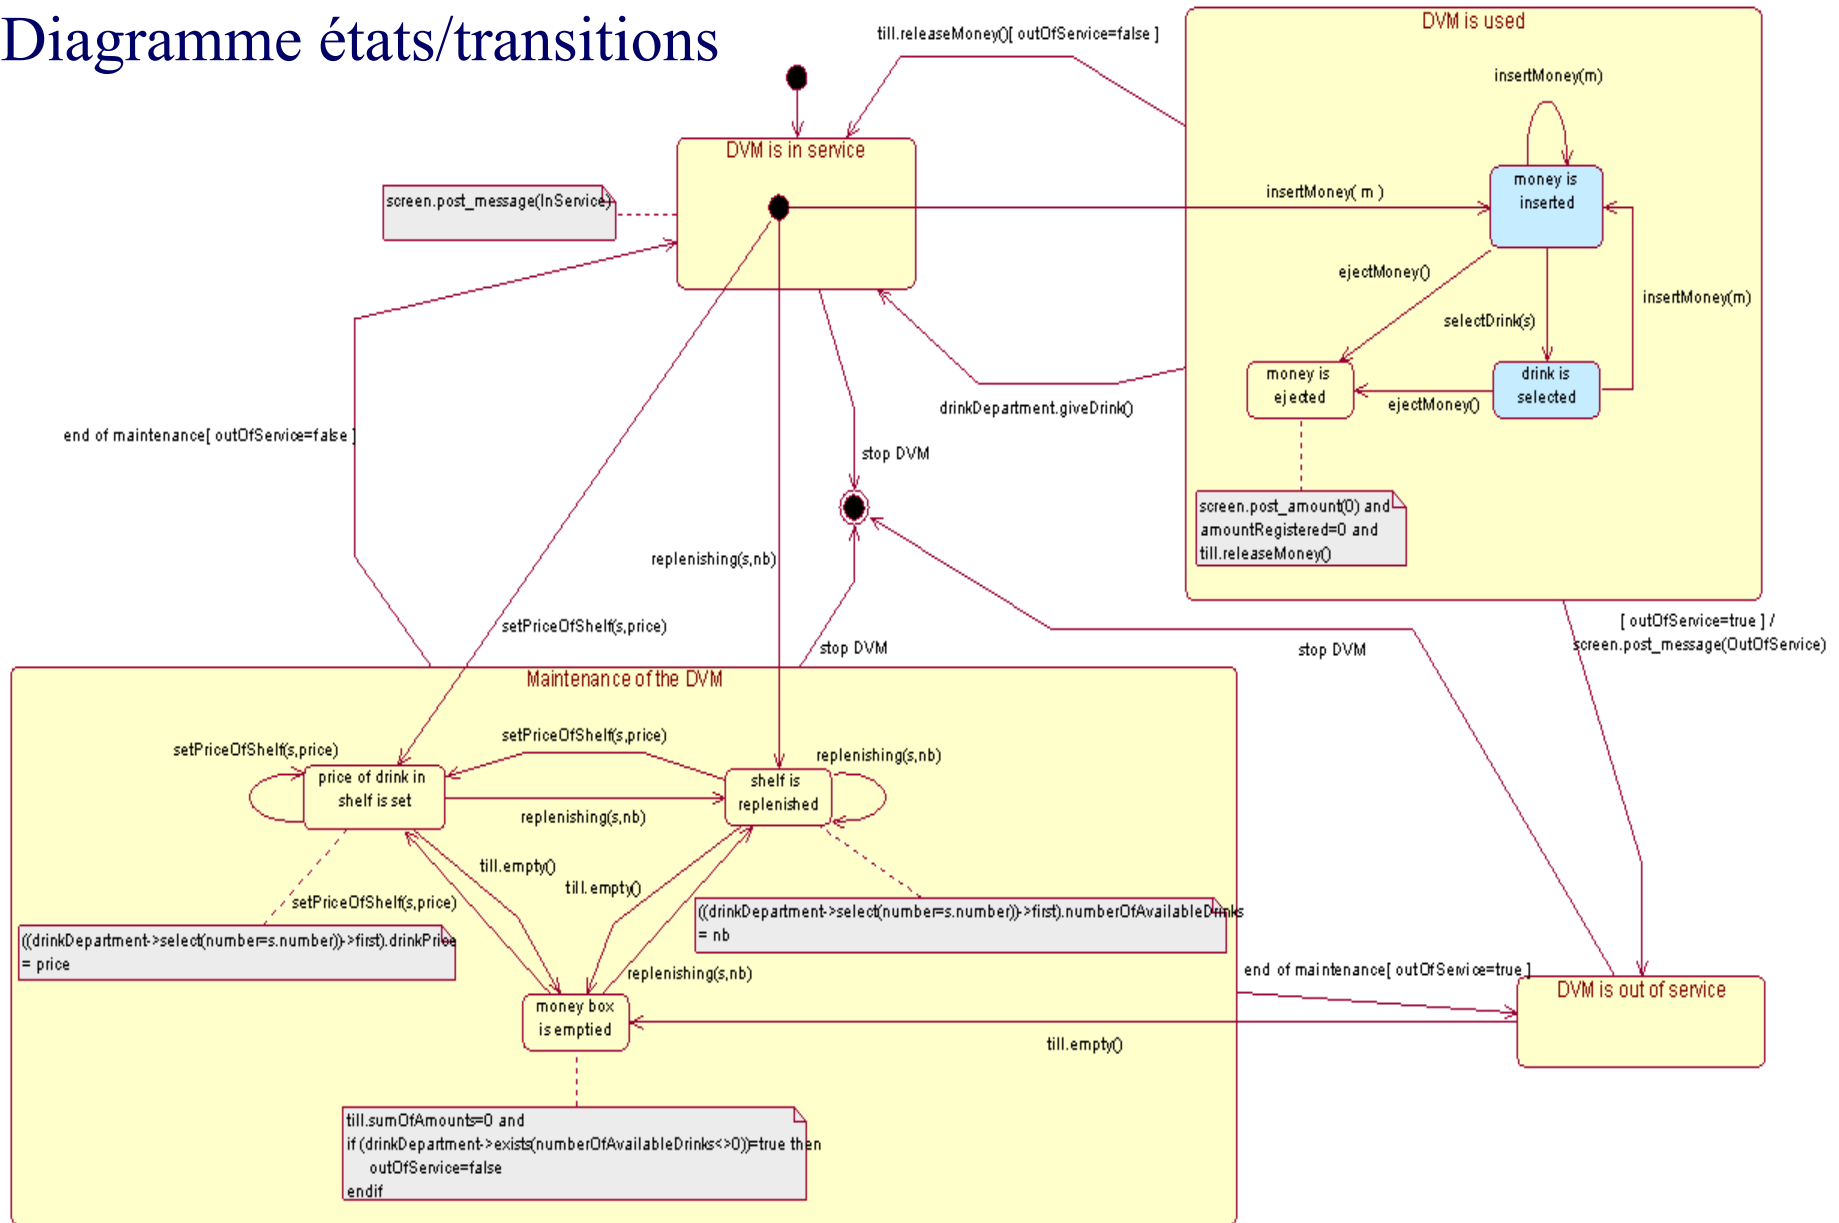 Diagramme états/transitions
till.releaseMoney()[ outOfService=false ]
DVM is used
insertMoney(m)
DVM is in service
money is
inserted
screen.post_message(InService)
insertMoney( m )
ejectMoney()
insertMoney(m)
selectDrink(s)
money is
ejected
drink is
selected
ejectMoney()
drinkDepartment.giveDrink()
end of maintenance[ outOfService=false ]
stop DVM
screen.post_amount(0) and
amountRegistered=0 and
till.releaseMoney()
replenishing(s,nb)
setPriceOfShelf(s,price)
stop DVM
stop DVM
[ outOfService=true ] /
screen.post_message(OutOfService)
Maintenance of the DVM
setPriceOfShelf(s,price)
setPriceOfShelf(s,price)
replenishing(s,nb)
price of drink in
shelf is set
shelf is
replenished
replenishing(s,nb)
till.empty()
till.empty()
setPriceOfShelf(s,price)
((drinkDepartment->select(number=s.number))->first).numberOfAvailableDrinks
= nb
((drinkDepartment->select(number=s.number))->first).drinkPrice
= price
replenishing(s,nb)
end of maintenance[ outOfService=true ]
DVM is out of service
money box
is emptied
till.empty()
till.sumOfAmounts=0 and
if (drinkDepartment->exists(numberOfAvailableDrinks<>0))=true then
outOfService=false
endif